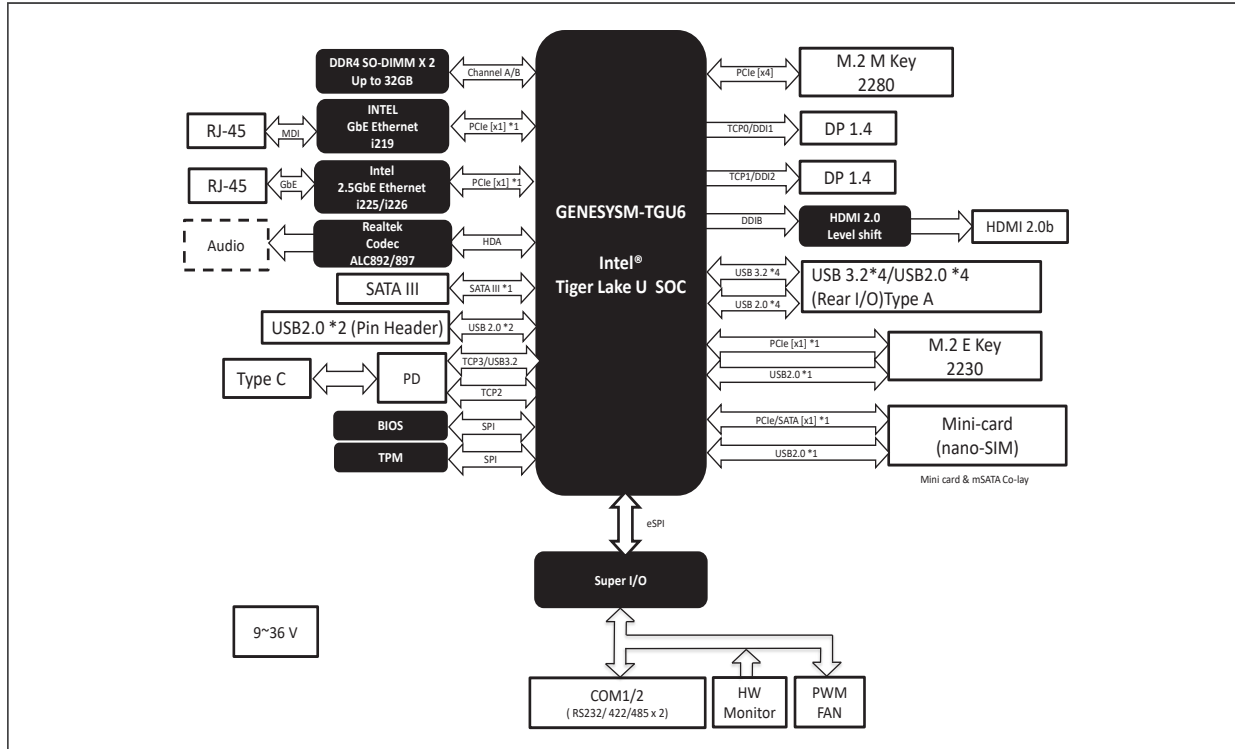 DDR4 SO-DIMM X 2
Up to 32GB
Channel A/B
RJ-45
MDI
INTEL
GbE Ethernet
i219
PCIe [x1] *1
RJ-45
GbE
Intel
2.5GbE Ethernet
i225/i226
PCIe [x1] *1
Audio
Realtek
Codec
ALC892/897
HDA
SATA III
SATA III *1
USB2.0 *2 (Pin Header)
USB 2.0 *2
Type C
PD
TCP3/USB3.2
TCP2
BIOS
SPI
TPM
SPI
GENESYSM-TGU6
Intel®
Tiger Lake U SOC
PCIe [x4]
M.2 M Key
2280
TCP0/DDI1
DP 1.4
TCP1/DDI2
DP 1.4
DDIB
HDMI 2.0
Level shift
HDMI 2.0b
USB 3.2 *4
USB 2.0 *4
USB 3.2*4/USB2.0 *4
(Rear I/O)Type A
PCIe [x1] *1
USB2.0 *1
M.2 E Key
2230
PCIe/SATA [x1] *1
USB2.0 *1
Mini-card
(nano-SIM)
Mini card & mSATA Co-lay
eSPI
Super I/O
9~36 V
COM1/2
( RS232/ 422/485 x 2)
HW
Monitor
PWM
FAN